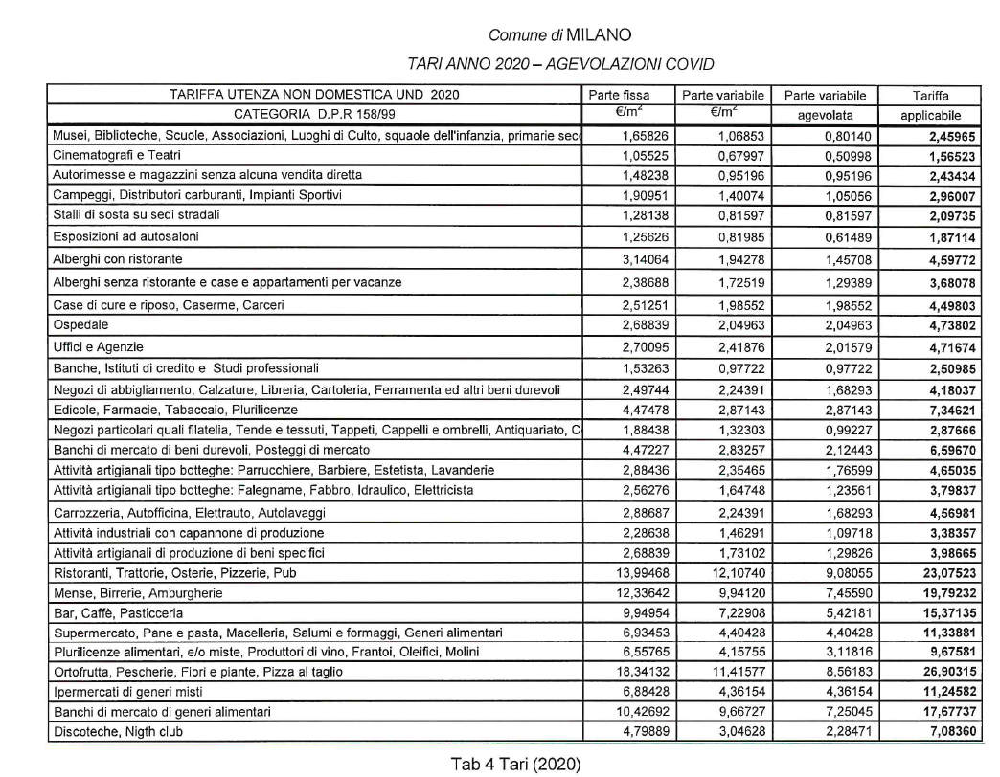 Comune di MILANO
TARI ANNO 2020 – AGEVOLAZIONI COVID
TARIFFA UTENZA NON DOMESTICA UND 2020 Parte fissa Parte variabile Parte variabile Tariffa
CATEGORIA D.P.R 158/99 €/m² €/m² agevolata applicabile
Musei, Biblioteche, Scuole, Associazioni, Luoghi di Culto, squaole dell'infanzia, primarie sec 1,65826 1,06853 0,80140 2,45965
Cinematografi e Teatri 1,05525 0,67997 0,50998 1,56523
Autorimesse e magazzini senza alcuna vendita diretta 1,48238 0,95196 0,95196 2,43434
Campeggi, Distributori carburanti, Impianti Sportivi 1,90951 1,40074 1,05056 2,96007
Stalli di sosta su sedi stradali 1,28138 0,81597 0,81597 2,09735
Esposizioni ad autosaloni 1,25626 0,81985 0,61489 1,87114
Alberghi con ristorante 3,14064 1,94278 1,45708 4,59772
Alberghi senza ristorante e case e appartamenti per vacanze 2,38688 1,72519 1,29389 3,68078
Case di cure e riposo, Caserme, Carceri 2,51251 1,98552 1,98552 4,49803
Ospedale 2,68839 2,04963 2,04963 4,73802
Uffici e Agenzie 2,70095 2,41876 2,01579 4,71674
Banche, Istituti di credito e Studi professionali 1,53263 0,97722 0,97722 2,50985
Negozi di abbigliamento, Calzature, Libreria, Cartoleria, Ferramenta ed altri beni durevoli 2,49744 2,24391 1,68293 4,18037
Edicole, Farmacie, Tabaccaio, Plurilicenze 4,47478 2,87143 2,87143 7,34621
Negozi particolari quali filatelia, Tende e tessuti, Tappeti, Cappelli e ombrelli, Antiquariato, C 1,88438 1,32303 0,99227 2,87666
Banchi di mercato di beni durevoli, Posteggi di mercato 4,47227 2,83257 2,12443 6,59670
Attività artigianali tipo botteghe: Parrucchiere, Barbiere, Estetista, Lavanderie 2,88436 2,35465 1,76599 4,65035
Attività artigianali tipo botteghe: Falegname, Fabbro, Idraulico, Elettricista 2,56276 1,64748 1,23561 3,79837
Carrozzeria, Autofficina, Elettrauto, Autolavaggi 2,88687 2,24391 1,68293 4,56981
Attività industriali con capannone di produzione 2,28638 1,46291 1,09718 3,38357
Attività artigianali di produzione di beni specifici 2,68839 1,73102 1,29826 3,98665
Ristoranti, Trattorie, Osterie, Pizzerie, Pub 13,99468 12,10740 9,08055 23,07523
Mense, Birrerie, Amburgherie 12,33642 9,94120 7,45590 19,79232
Bar, Caffè, Pasticceria 9,94954 7,22908 5,42181 15,37135
Supermercato, Pane e pasta, Macelleria, Salumi e formaggi, Generi alimentari 6,93453 4,40428 4,40428 11,33881
Plurilicenze alimentari, e/o miste, Produttori di vino, Frantoi, Oleifici, Molini 6,55765 4,15755 3,11816 9,67581
Ortofrutta, Pescherie, Fiori e piante, Pizza al taglio 18,34132 11,41577 8,56183 26,90315
Ipermercati di generi misti 6,88428 4,36154 4,36154 11,24582
Banchi di mercato di generi alimentari 10,42692 9,66727 7,25045 17,67737
Discoteche, Nigth club 4,79889 3,04628 2,28471 7,08360
Tab 4 Tari (2020)